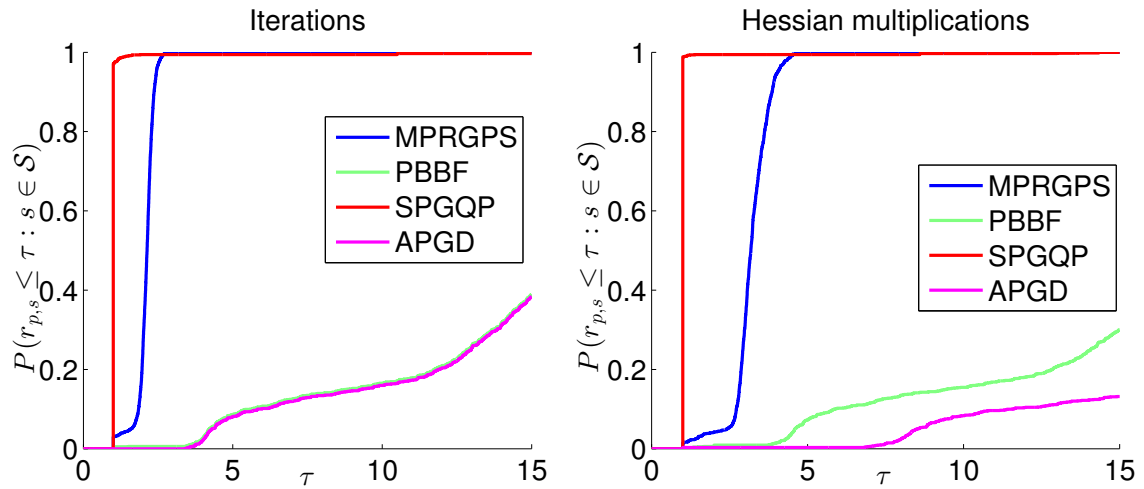 Iterations
P(r_{p,s} ≤ τ : s ∈ 𝒮)
1
0.8
0.6
0.4
0.2
0
MPRGPS
PBBF
SPGQP
APGD
0 5 10 15
τ
Hessian multiplications
P(r_{p,s} ≤ τ : s ∈ 𝒮)
1
0.8
0.6
0.4
0.2
0
MPRGPS
PBBF
SPGQP
APGD
0 5 10 15
τ